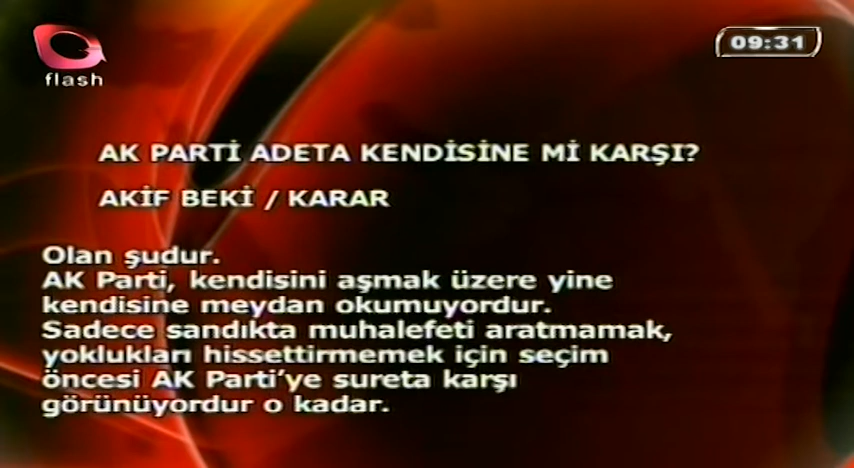 flash
09:31
AK PARTİ ADETA KENDİSİNE Mİ KARŞI?
AKİF BEKİ / KARAR
Olan şudur.
AK Parti, kendisini aşmak üzere yine
kendisine meydan okumuyordur.
Sadece sandıkta muhalefeti aratmamak,
yoklukları hissettirmemek için seçim
öncesi AK Parti'ye sureta karşı
görünüyordur o kadar.